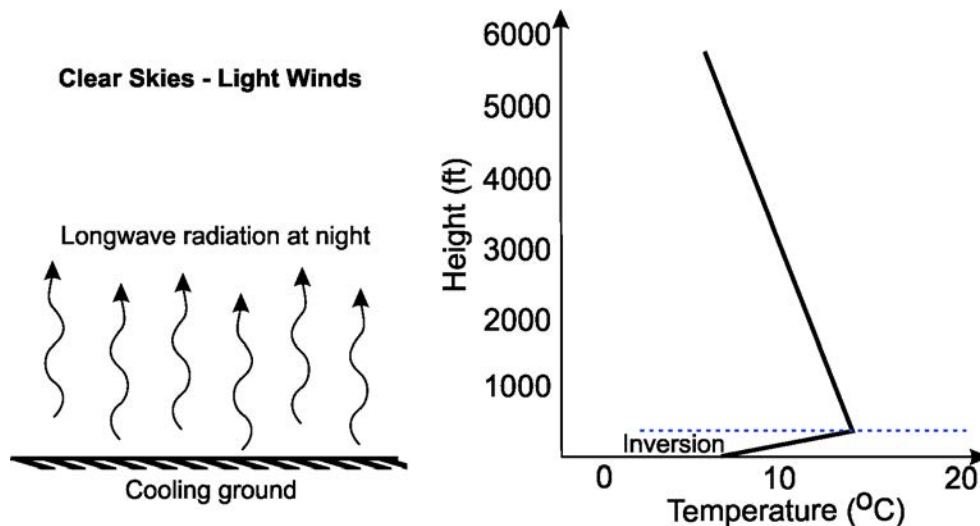 Clear Skies - Light Winds
Longwave radiation at night
Cooling ground
Height (ft)
6000
5000
4000
3000
2000
1000
Inversion
0 10 20
Temperature (ºC)